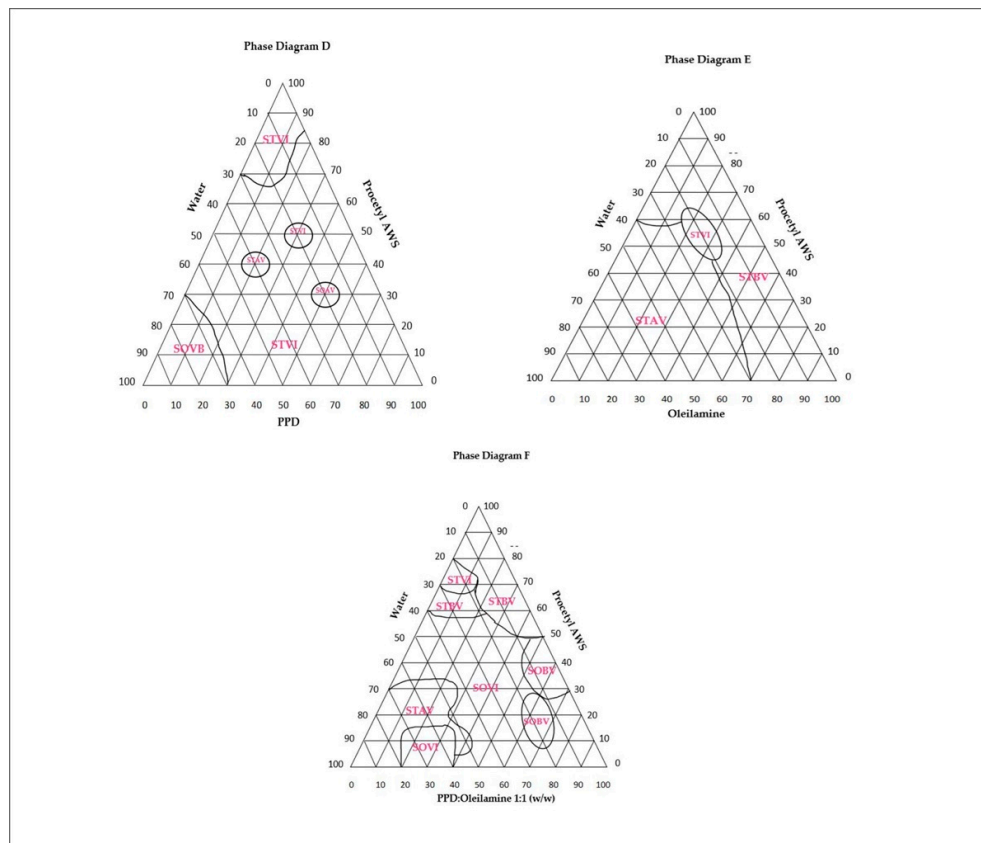 Phase Diagram D
0 100
10 90
STVI
20 80
30 70
Water
Procetyl AWS
40 60
STVI
50 50
STAV
60 40
SOAV
70 30
80 20
SOVB STVI
90 10
100 0
0 10 20 30 40 50 60 70 80 90 100
PPD
Phase Diagram E
0 100
10 90
--
20 80
30 70
Water
Procetyl AWS
40 60
STVI
50 50
60 40
STBV
70 30
STAV
80 20
90 10
100 0
0 10 20 30 40 50 60 70 80 90 100
Oleilamine
Phase Diagram F
0 100
10 90
--
20 80
STVI
30 70
Water
Procetyl AWS
STBV STBV
40 60
50 50
60 40
SOBV
70 SOVI 30
STAV SOBV
80 20
SOVI
90 10
100 0
0 10 20 30 40 50 60 70 80 90 100
PPD:Oleilamine 1:1 (w/w)